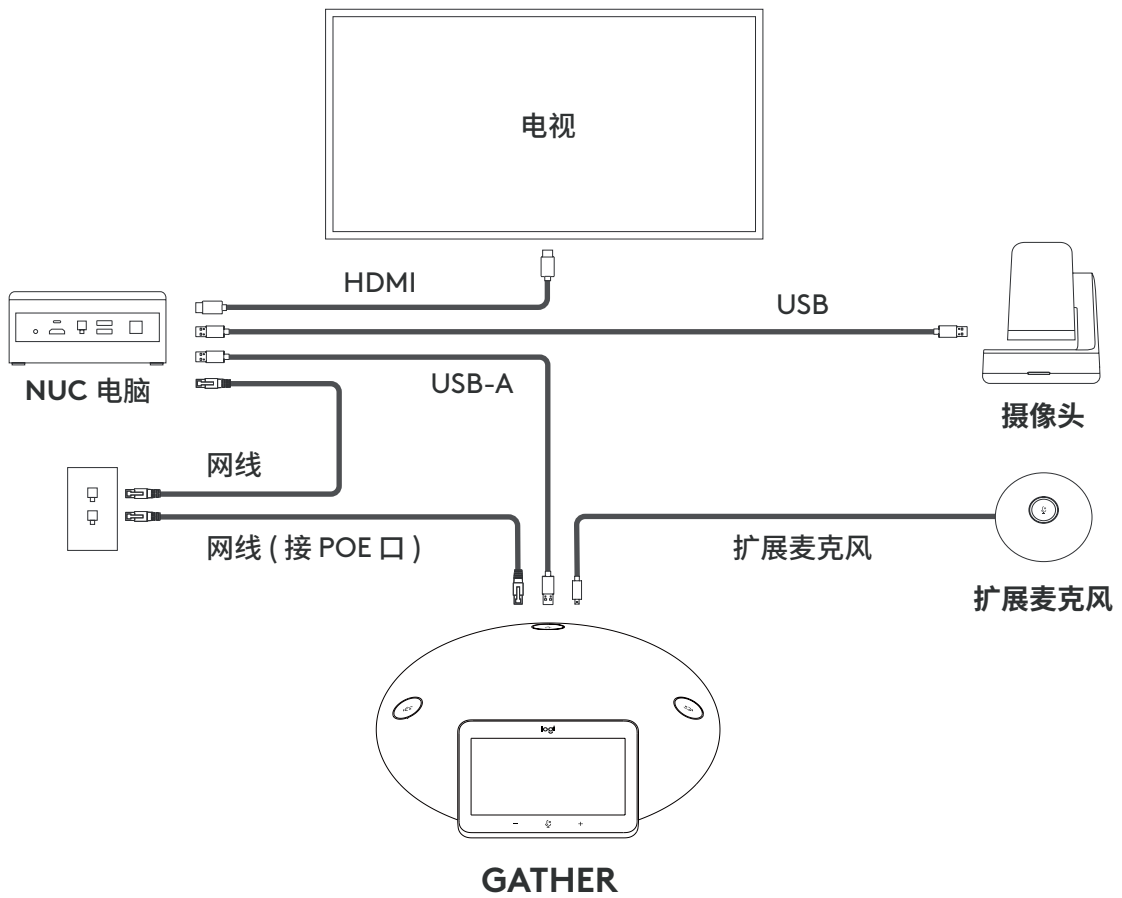 电视
HDMI
USB
USB-A
NUC 电脑
摄像头
网线
网线 ( 接 POE 口 )
扩展麦克风
扩展麦克风
logi
GATHER